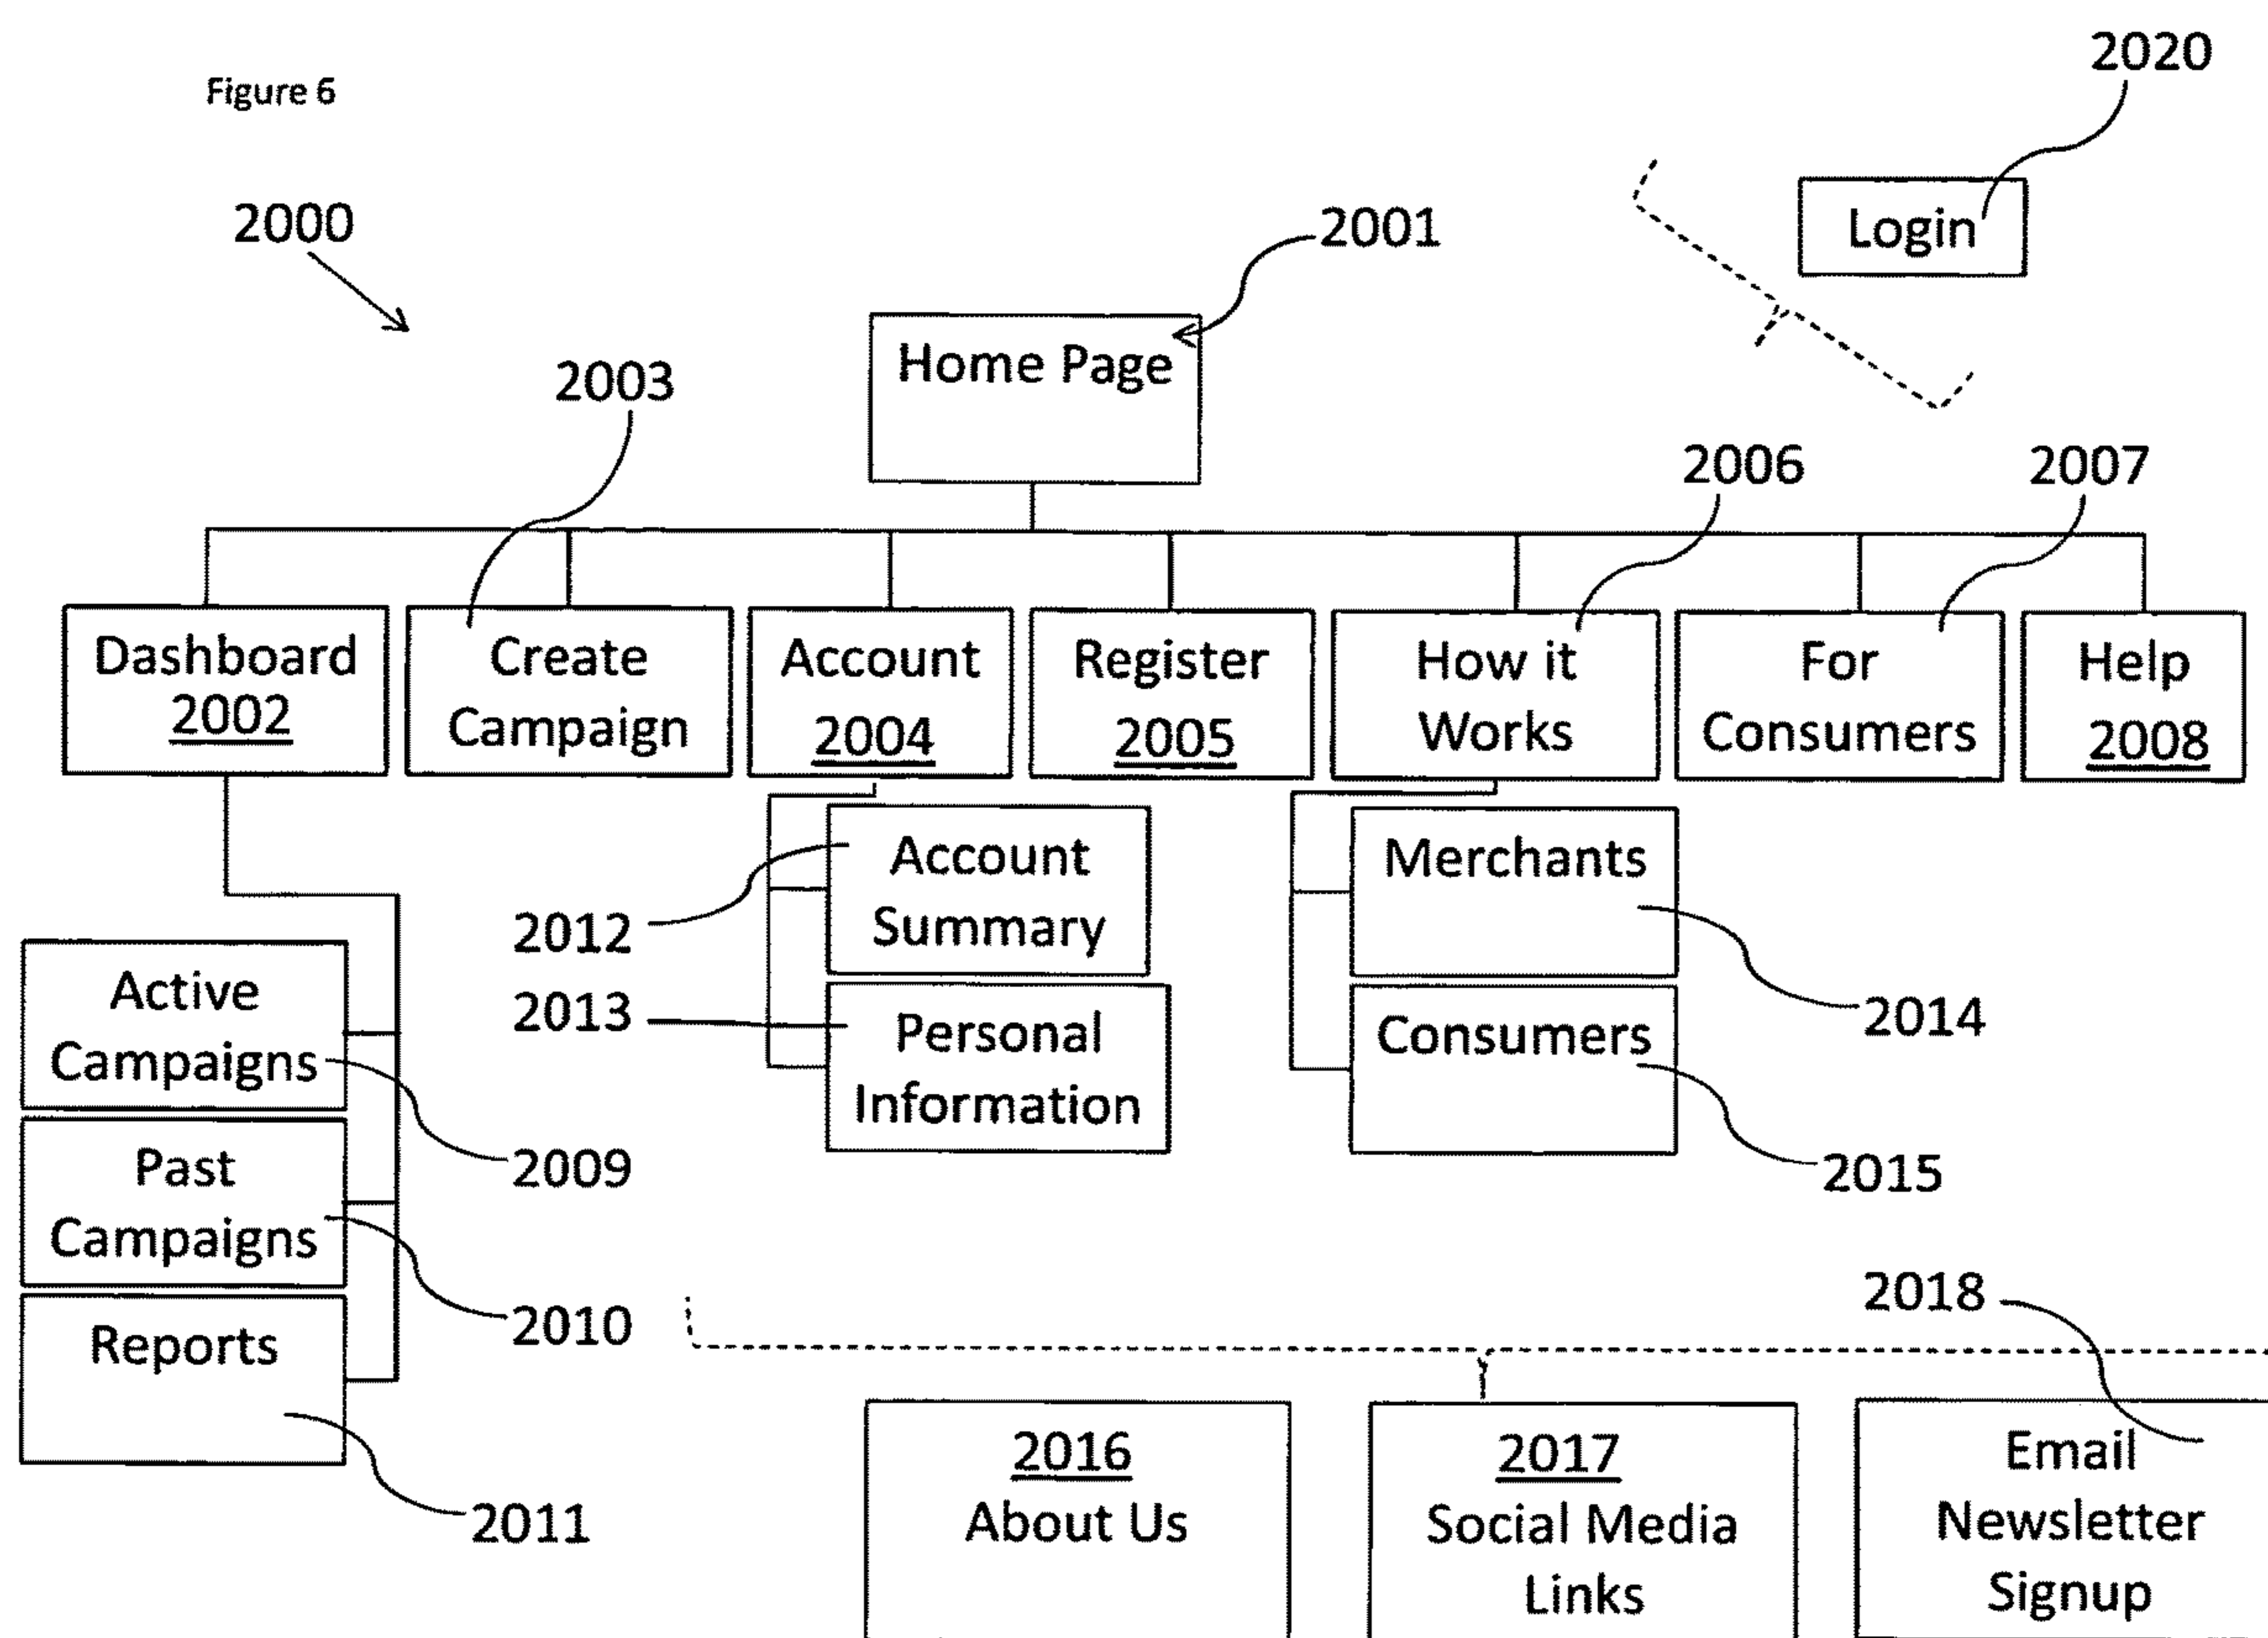 2020
Figure 6
2000
2001
Login
Home Page
2003
2006
2007
Dashboard
2002
Create
Campaign
Account
2004
Register
2005
How it
Works
For
Consumers
Help
2008
Account
Summary
2012
Merchants
2014
2013
Personal
Information
Consumers
2015
Active
Campaigns
2009
Past
Campaigns
2010
Reports
2011
2018
2016
About Us
2017
Social Media
Links
Email
Newsletter
Signup